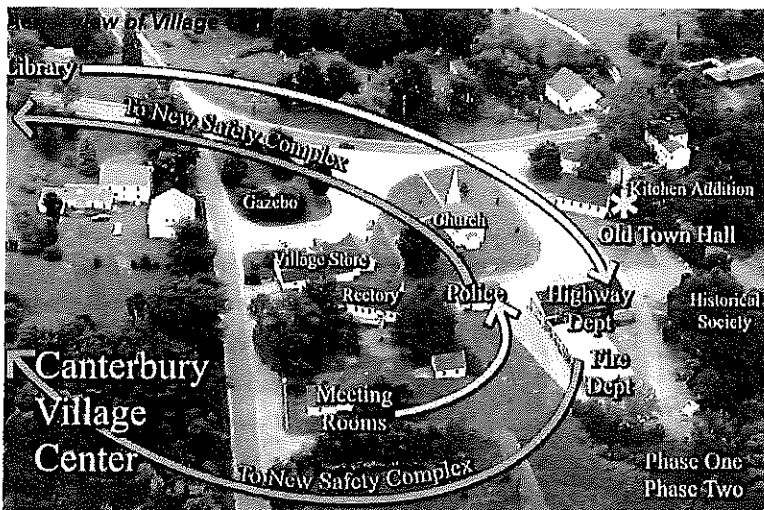 view of Village
Library
To New Safety Complex
Gazebo
Church
Kitchen Addition
Old Town Hall
Village Store
Rectory
Police
Highway
Dept
Historical
Society
Fire
Dept
Canterbury
Village
Center
Meeting
Rooms
To New Safety Complex
Phase One
Phase Two